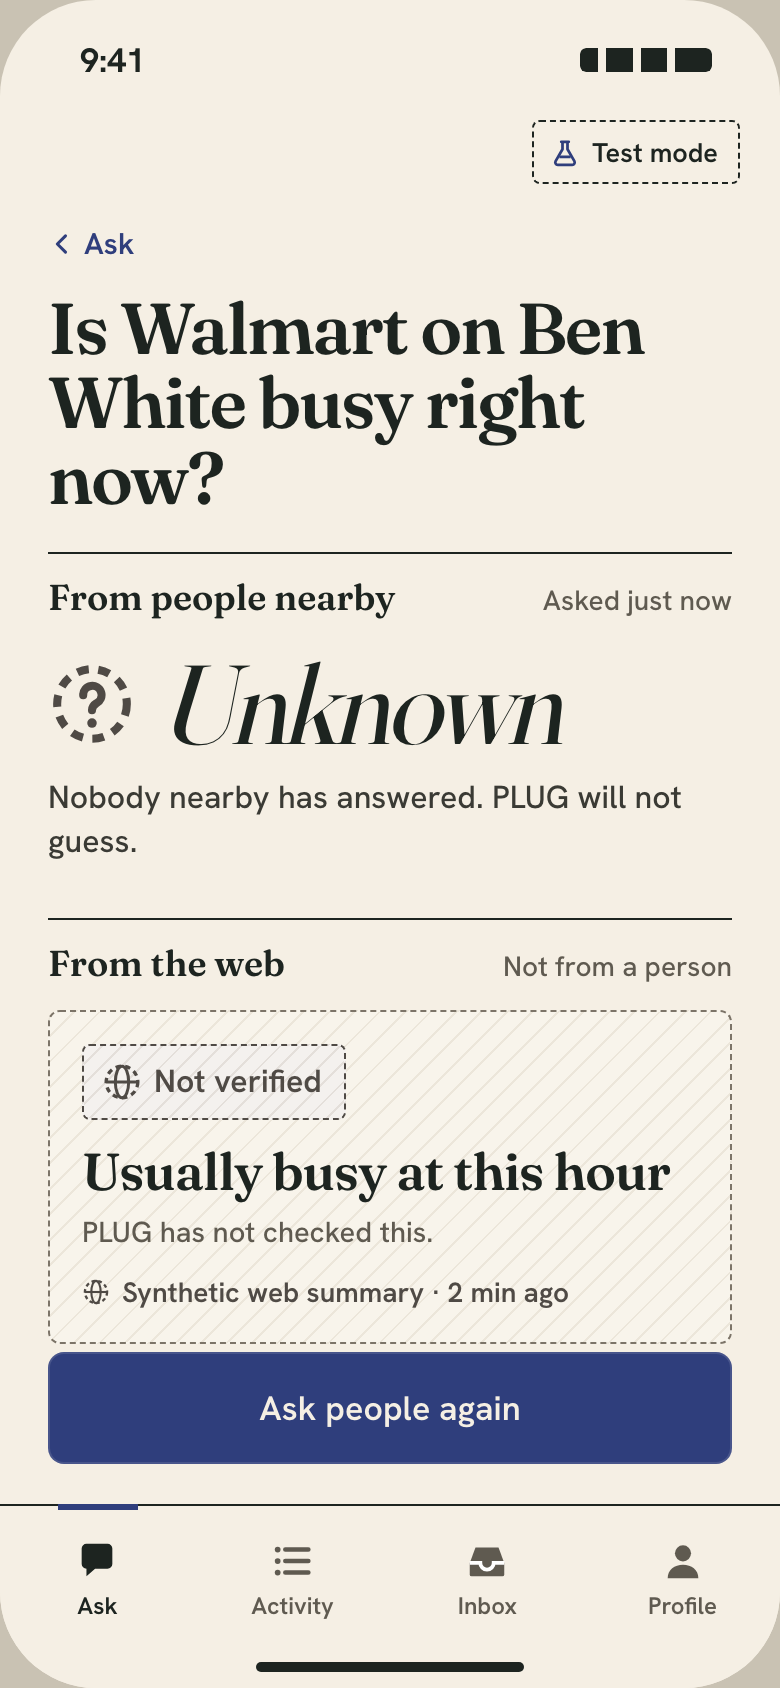 9:41
Test mode
Ask
Is Walmart on Ben
White busy right
now?
From people nearby
Asked just now
Unknown
Nobody nearby has answered. PLUG will not
guess.
From the web
Not from a person
Not verified
Usually busy at this hour
PLUG has not checked this.
Synthetic web summary · 2 min ago
Ask people again
Ask
Activity
Inbox
Profile